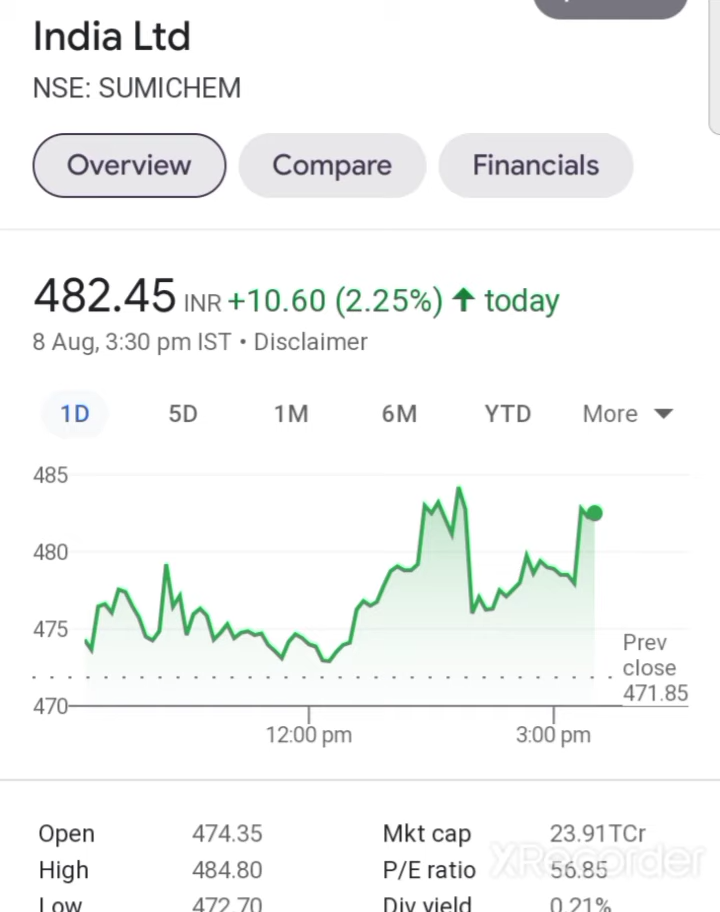 India Ltd
NSE: SUMICHEM
Overview Compare Financials
482.45 INR +10.60 (2.25%) ↑ today
8 Aug, 3:30 pm IST • Disclaimer
1D 5D 1M 6M YTD More
485
480
475
Prev
close
471.85
470
12:00 pm 3:00 pm
Open 474.35 Mkt cap 23.91TCr
High 484.80 P/E ratio 56.85
XRecorder
Low 472.70 Div yield 0.21%